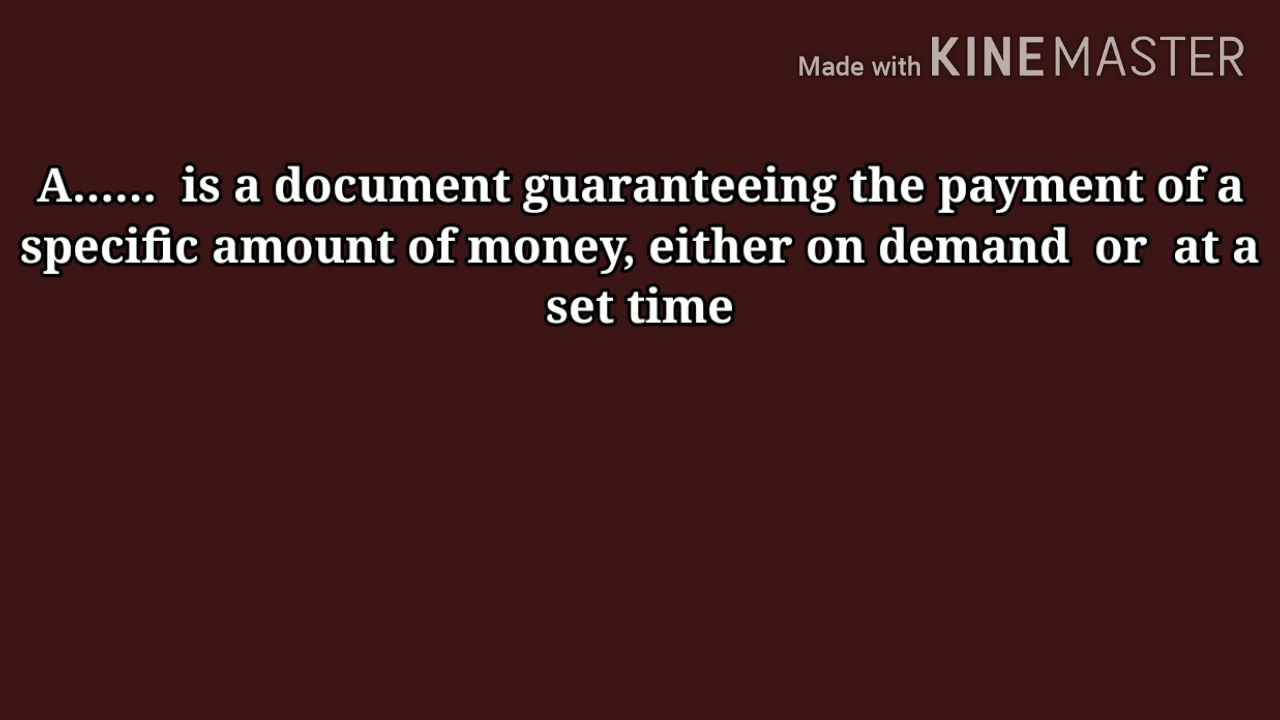 Made with KINEMASTER
A...... is a document guaranteeing the payment of a
specific amount of money, either on demand or at a
set time